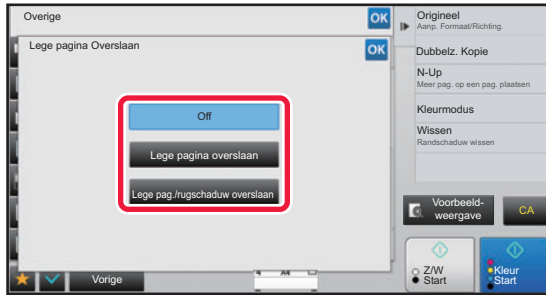 Overige
OK
Lege pagina Overslaan
OK
Off
Lege pagina overslaan
Lege pag./rugschaduw overslaan
Vorige
A4
Origineel
Aanp. Formaat/Richting.
Dubbelz. Kopie
N-Up
Meer pag. op een pag. plaatsen
Kleurmodus
Wissen
Randschaduw wissen
Voorbeeld-
weergave
CA
Z/W
Start
Kleur
Start